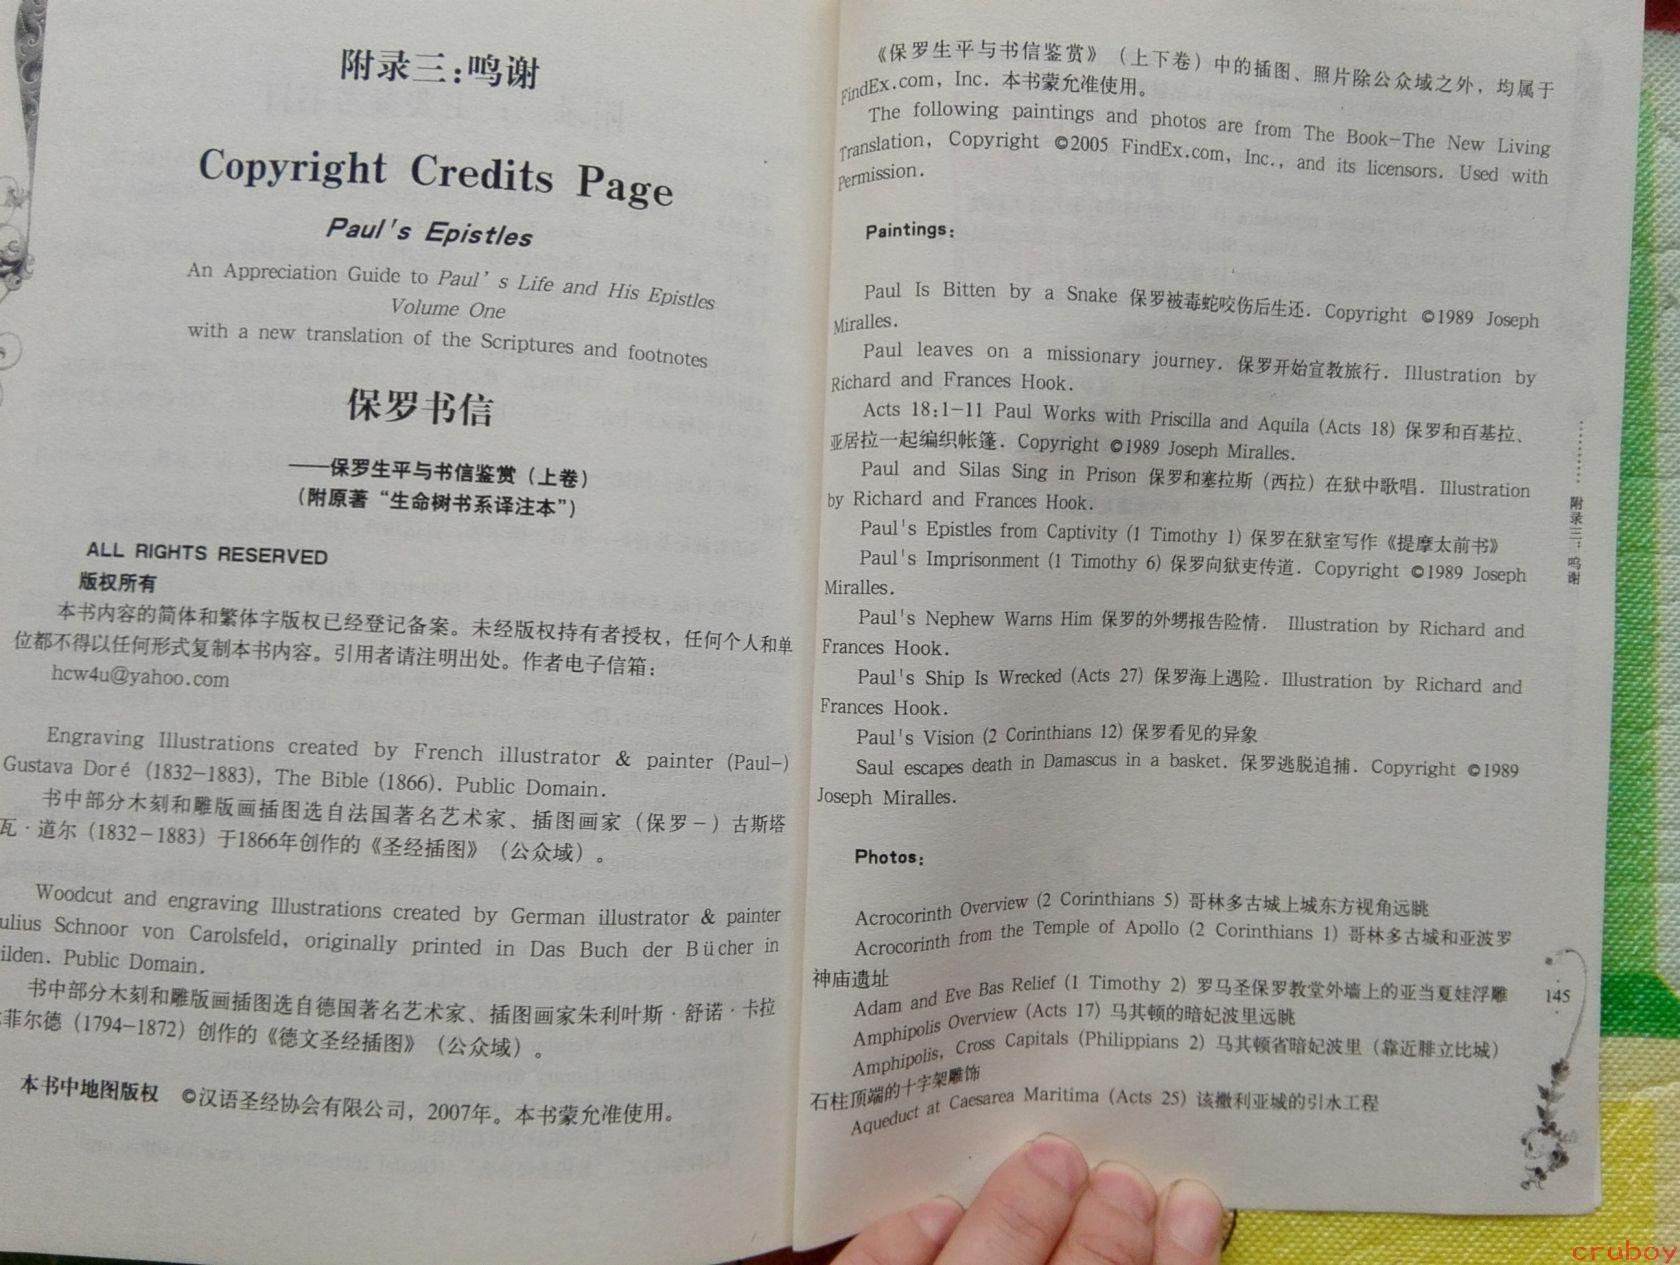 附录三：鸣谢
Copyright Credits Page
Paul's Epistles
An Appreciation Guide to Paul's Life and His Epistles
Volume One
with a new translation of the Scriptures and footnotes
保罗书信
——保罗生平与书信鉴赏（上卷）
（附原著“生命树书系译注本”）
ALL RIGHTS RESERVED
版权所有
本书内容的简体和繁体字版权已经登记备案。未经版权持有者授权，任何个人和单
位都不得以任何形式复制本书内容。引用者请注明出处。作者电子信箱：
hcw4u@yahoo.com
Engraving Illustrations created by French illustrator & painter (Paul-)
Gustava Doré (1832-1883), The Bible (1866). Public Domain.
书中部分木刻和雕版画插图选自法国著名艺术家、插图画家（保罗－）古斯塔
瓦·道尔（1832－1883）于1866年创作的《圣经插图》（公众域）。
Woodcut and engraving Illustrations created by German illustrator & painter
ulius Schnoor von Carolsfeld, originally printed in Das Buch der Bücher in
ilden. Public Domain.
书中部分木刻和雕版画插图选自德国著名艺术家、插图画家朱利叶斯·舒诺·卡拉
菲尔德（1794-1872）创作的《德文圣经插图》（公众域）。
本书中地图版权 ©汉语圣经协会有限公司，2007年。本书蒙允准使用。
《保罗生平与书信鉴赏》（上下卷）中的插图、照片除公众域之外，均属于
FindEx.com, Inc. 本书蒙允准使用。
The following paintings and photos are from The Book-The New Living
Translation, Copyright ©2005 FindEx.com, Inc., and its licensors. Used with
Permission.
Paintings:
Paul Is Bitten by a Snake 保罗被毒蛇咬伤后生还. Copyright ©1989 Joseph
Miralles.
Paul leaves on a missionary journey. 保罗开始宣教旅行. Illustration by
Richard and Frances Hook.
Acts 18:1-11 Paul Works with Priscilla and Aquila (Acts 18) 保罗和百基拉、
亚居拉一起编织帐篷. Copyright ©1989 Joseph Miralles.
Paul and Silas Sing in Prison 保罗和塞拉斯（西拉）在狱中歌唱. Illustration
by Richard and Frances Hook.
Paul's Epistles from Captivity (1 Timothy 1) 保罗在狱室写作《提摩太前书》
Paul's Imprisonment (1 Timothy 6) 保罗向狱吏传道. Copyright ©1989 Joseph
Miralles.
Paul's Nephew Warns Him 保罗的外甥报告险情. Illustration by Richard and
Frances Hook.
Paul's Ship Is Wrecked (Acts 27) 保罗海上遇险. Illustration by Richard and
Frances Hook.
Paul's Vision (2 Corinthians 12) 保罗看见的异象
Saul escapes death in Damascus in a basket. 保罗逃脱追捕. Copyright ©1989
Joseph Miralles.
Photos:
Acrocorinth Overview (2 Corinthians 5) 哥林多古城上城东方视角远眺
Acrocorinth from the Temple of Apollo (2 Corinthians 1) 哥林多古城和亚波罗
神庙遗址
Adam and Eve Bas Relief (1 Timothy 2) 罗马圣保罗教堂外墙上的亚当夏娃浮雕
Amphipolis Overview (Acts 17) 马其顿的暗妃波里远眺
Amphipolis, Cross Capitals (Philippians 2) 马其顿省暗妃波里（靠近腓立比城）
石柱顶端的十字架雕饰
Aqueduct at Caesarea Maritima (Acts 25) 该撒利亚城的引水工程
附录三：鸣谢
145
cruboy